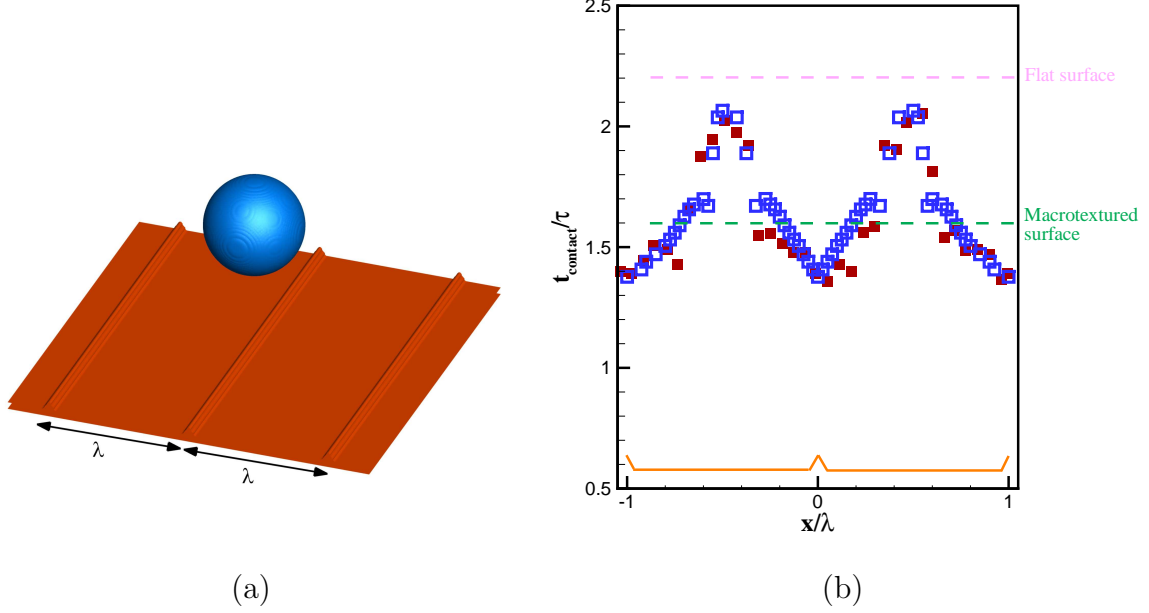 λ
λ
(a)
2.5
2
1.5
1
0.5
t_contact/τ
-1
0
1
x/λ
Flat surface
Macrotextured
surface
(b)